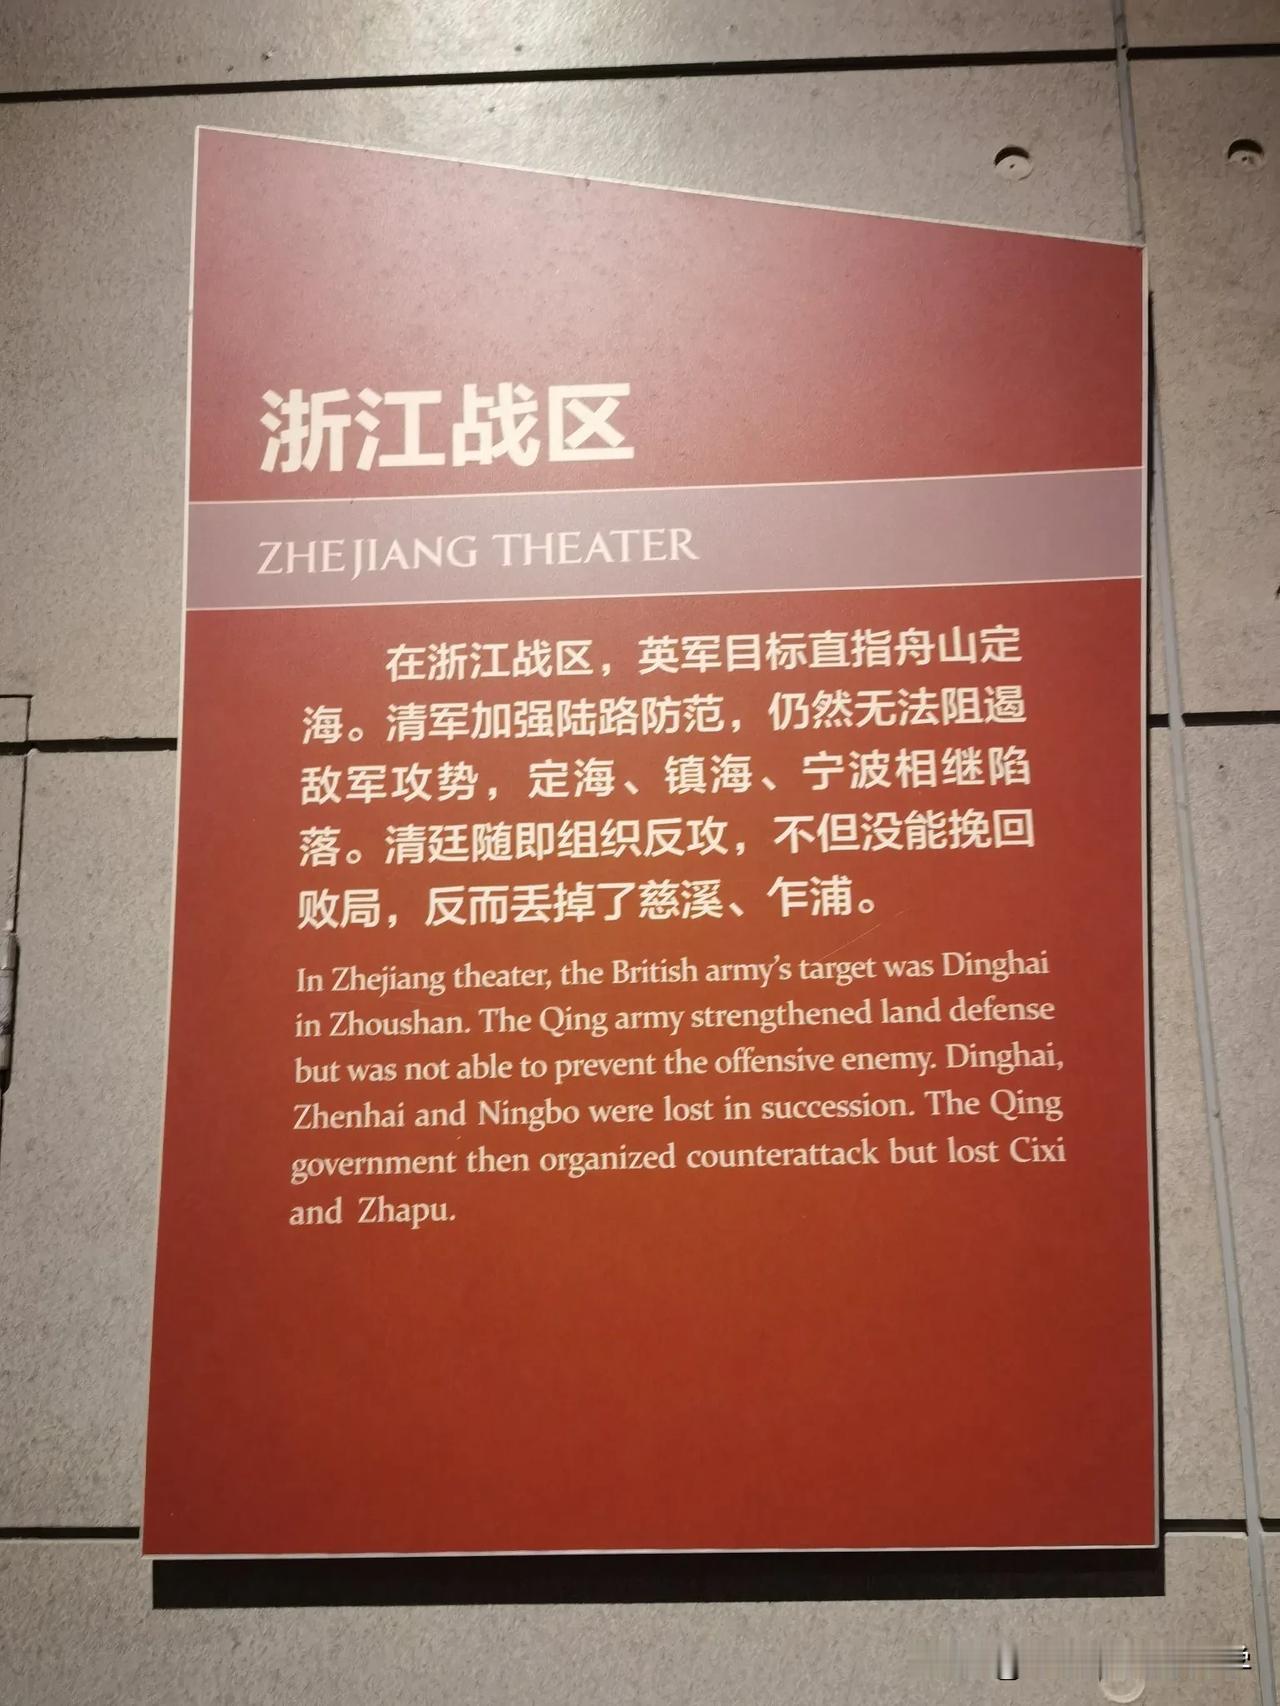 浙江战区
ZHEJIANG THEATER
在浙江战区，英军目标直指舟山定
海。清军加强陆路防范，仍然无法阻遏
敌军攻势，定海、镇海、宁波相继陷
落。清廷随即组织反攻，不但没能挽回
败局，反而丢掉了慈溪、乍浦。
In Zhejiang theater, the British army's target was Dinghai
in Zhoushan. The Qing army strengthened land defense
but was not able to prevent the offensive enemy. Dinghai,
Zhenhai and Ningbo were lost in succession. The Qing
government then organized counterattack but lost Cixi
and Zhapu.